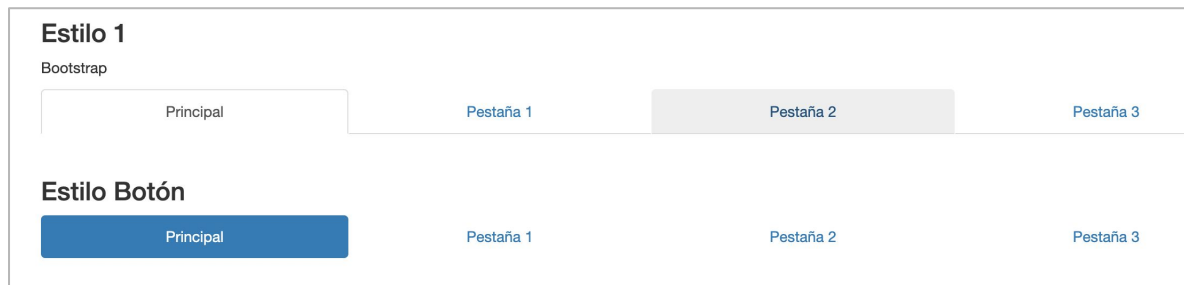 Estilo 1
Bootstrap
Principal Pestaña 1 Pestaña 2 Pestaña 3
Estilo Botón
Principal Pestaña 1 Pestaña 2 Pestaña 3